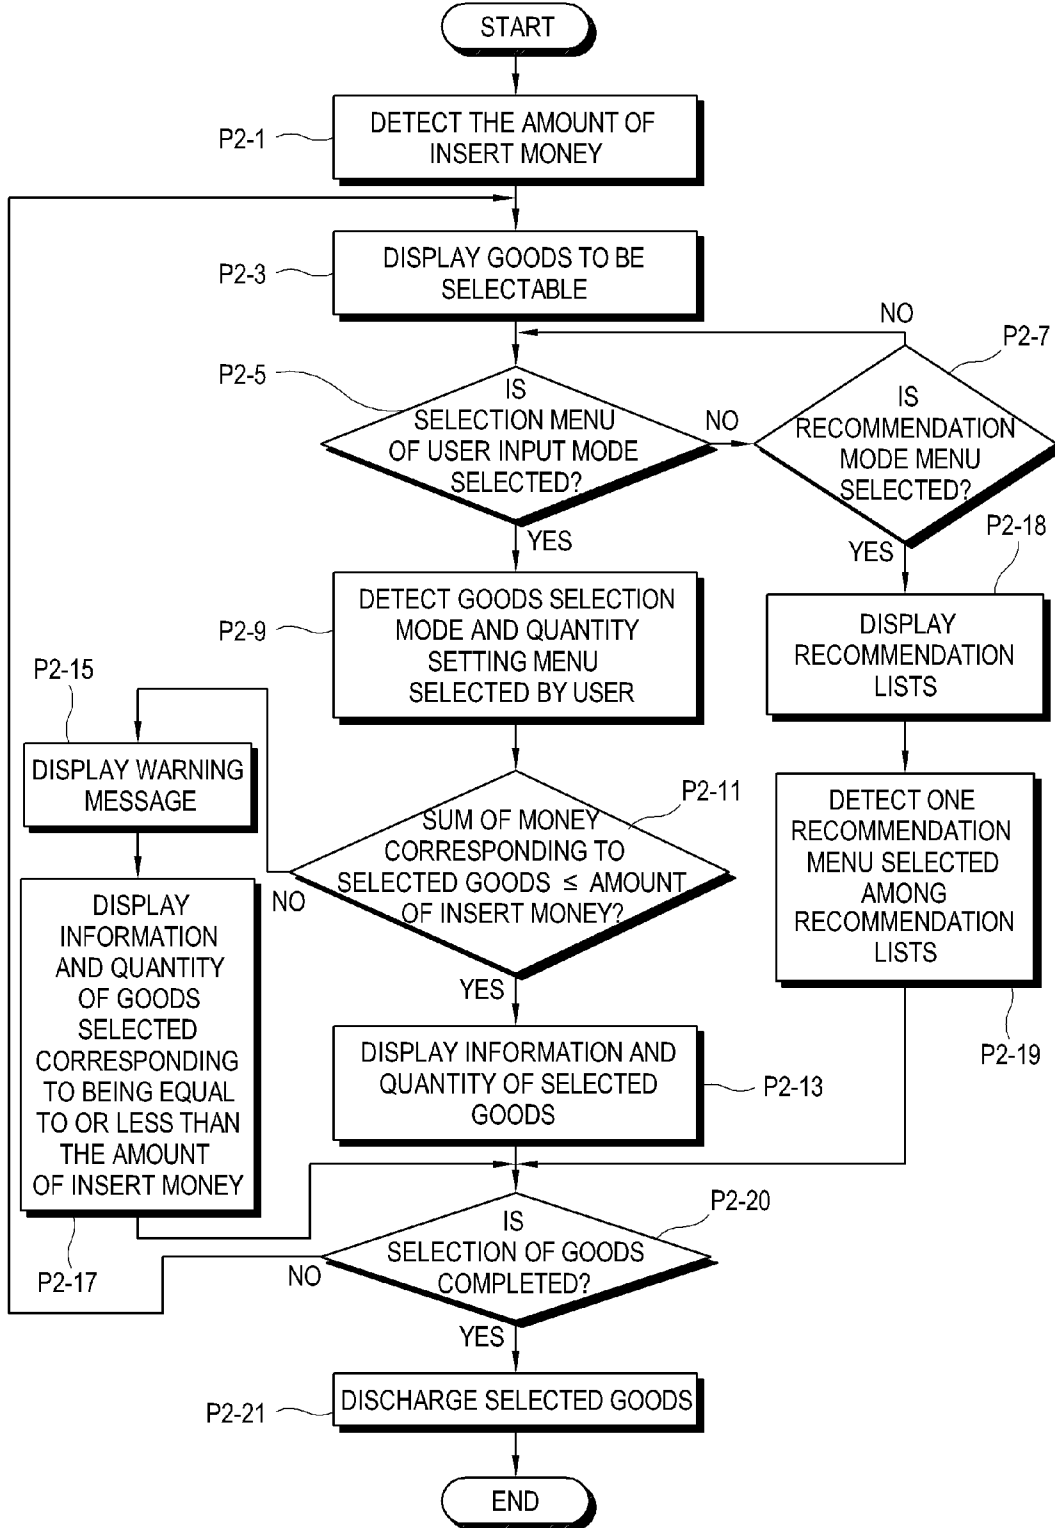 START
P2-1
DETECT THE AMOUNT OF
INSERT MONEY
P2-3
DISPLAY GOODS TO BE
SELECTABLE
NO
P2-7
P2-5
IS
SELECTION MENU
OF USER INPUT MODE
SELECTED?
NO
IS
RECOMMENDATION
MODE MENU
SELECTED?
YES
YES
P2-18
P2-9
DETECT GOODS SELECTION
MODE AND QUANTITY
SETTING MENU
SELECTED BY USER
DISPLAY
RECOMMENDATION
LISTS
P2-15
DISPLAY WARNING
MESSAGE
P2-11
SUM OF MONEY
CORRESPONDING TO
SELECTED GOODS ≤ AMOUNT
OF INSERT MONEY?
NO
DETECT ONE
RECOMMENDATION
MENU SELECTED
AMONG
RECOMMENDATION
LISTS
P2-19
DISPLAY
INFORMATION
AND QUANTITY
OF GOODS
SELECTED
CORRESPONDING
TO BEING EQUAL
TO OR LESS THAN
THE AMOUNT
OF INSERT MONEY
P2-17
YES
DISPLAY INFORMATION AND
QUANTITY OF SELECTED
GOODS
P2-13
P2-20
IS
SELECTION OF GOODS
COMPLETED?
NO
YES
P2-21
DISCHARGE SELECTED GOODS
END